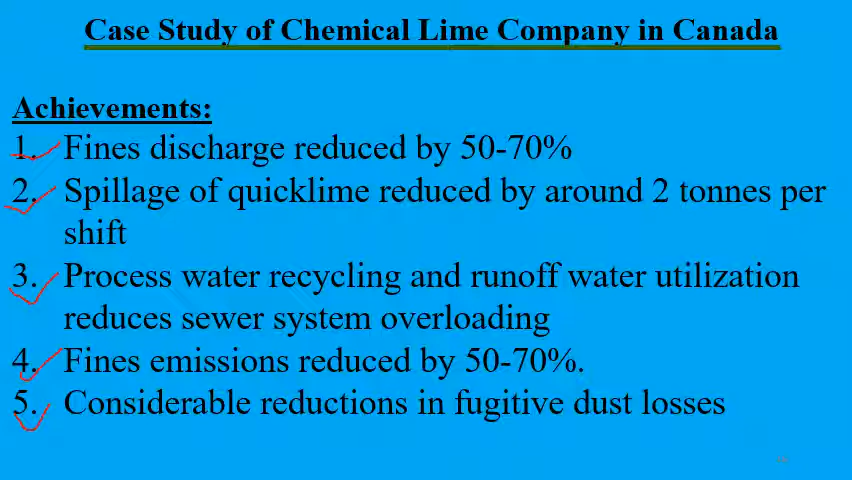 Case Study of Chemical Lime Company in Canada
Achievements:
1. Fines discharge reduced by 50-70%
2. Spillage of quicklime reduced by around 2 tonnes per
shift
3. Process water recycling and runoff water utilization
reduces sewer system overloading
4. Fines emissions reduced by 50-70%.
5. Considerable reductions in fugitive dust losses